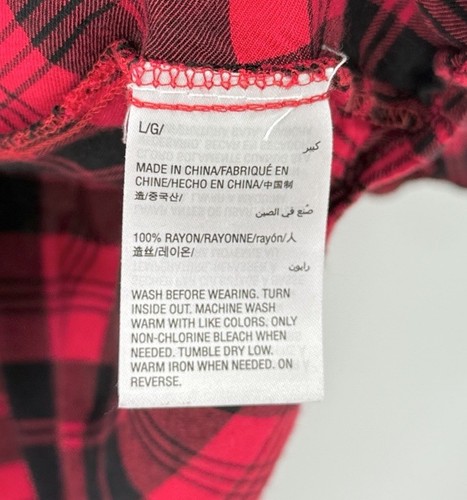 L/G/
كبير
MADE IN CHINA/FABRIQUÉ EN
CHINE/HECHO EN CHINA/中国制
造/중국산/
صنع في الصين
100% RAYON/RAYONNE/rayón/人
造丝/레이온/
رايون
WASH BEFORE WEARING. TURN
INSIDE OUT. MACHINE WASH
WARM WITH LIKE COLORS. ONLY
NON-CHLORINE BLEACH WHEN
NEEDED. TUMBLE DRY LOW.
WARM IRON WHEN NEEDED. ON
REVERSE.